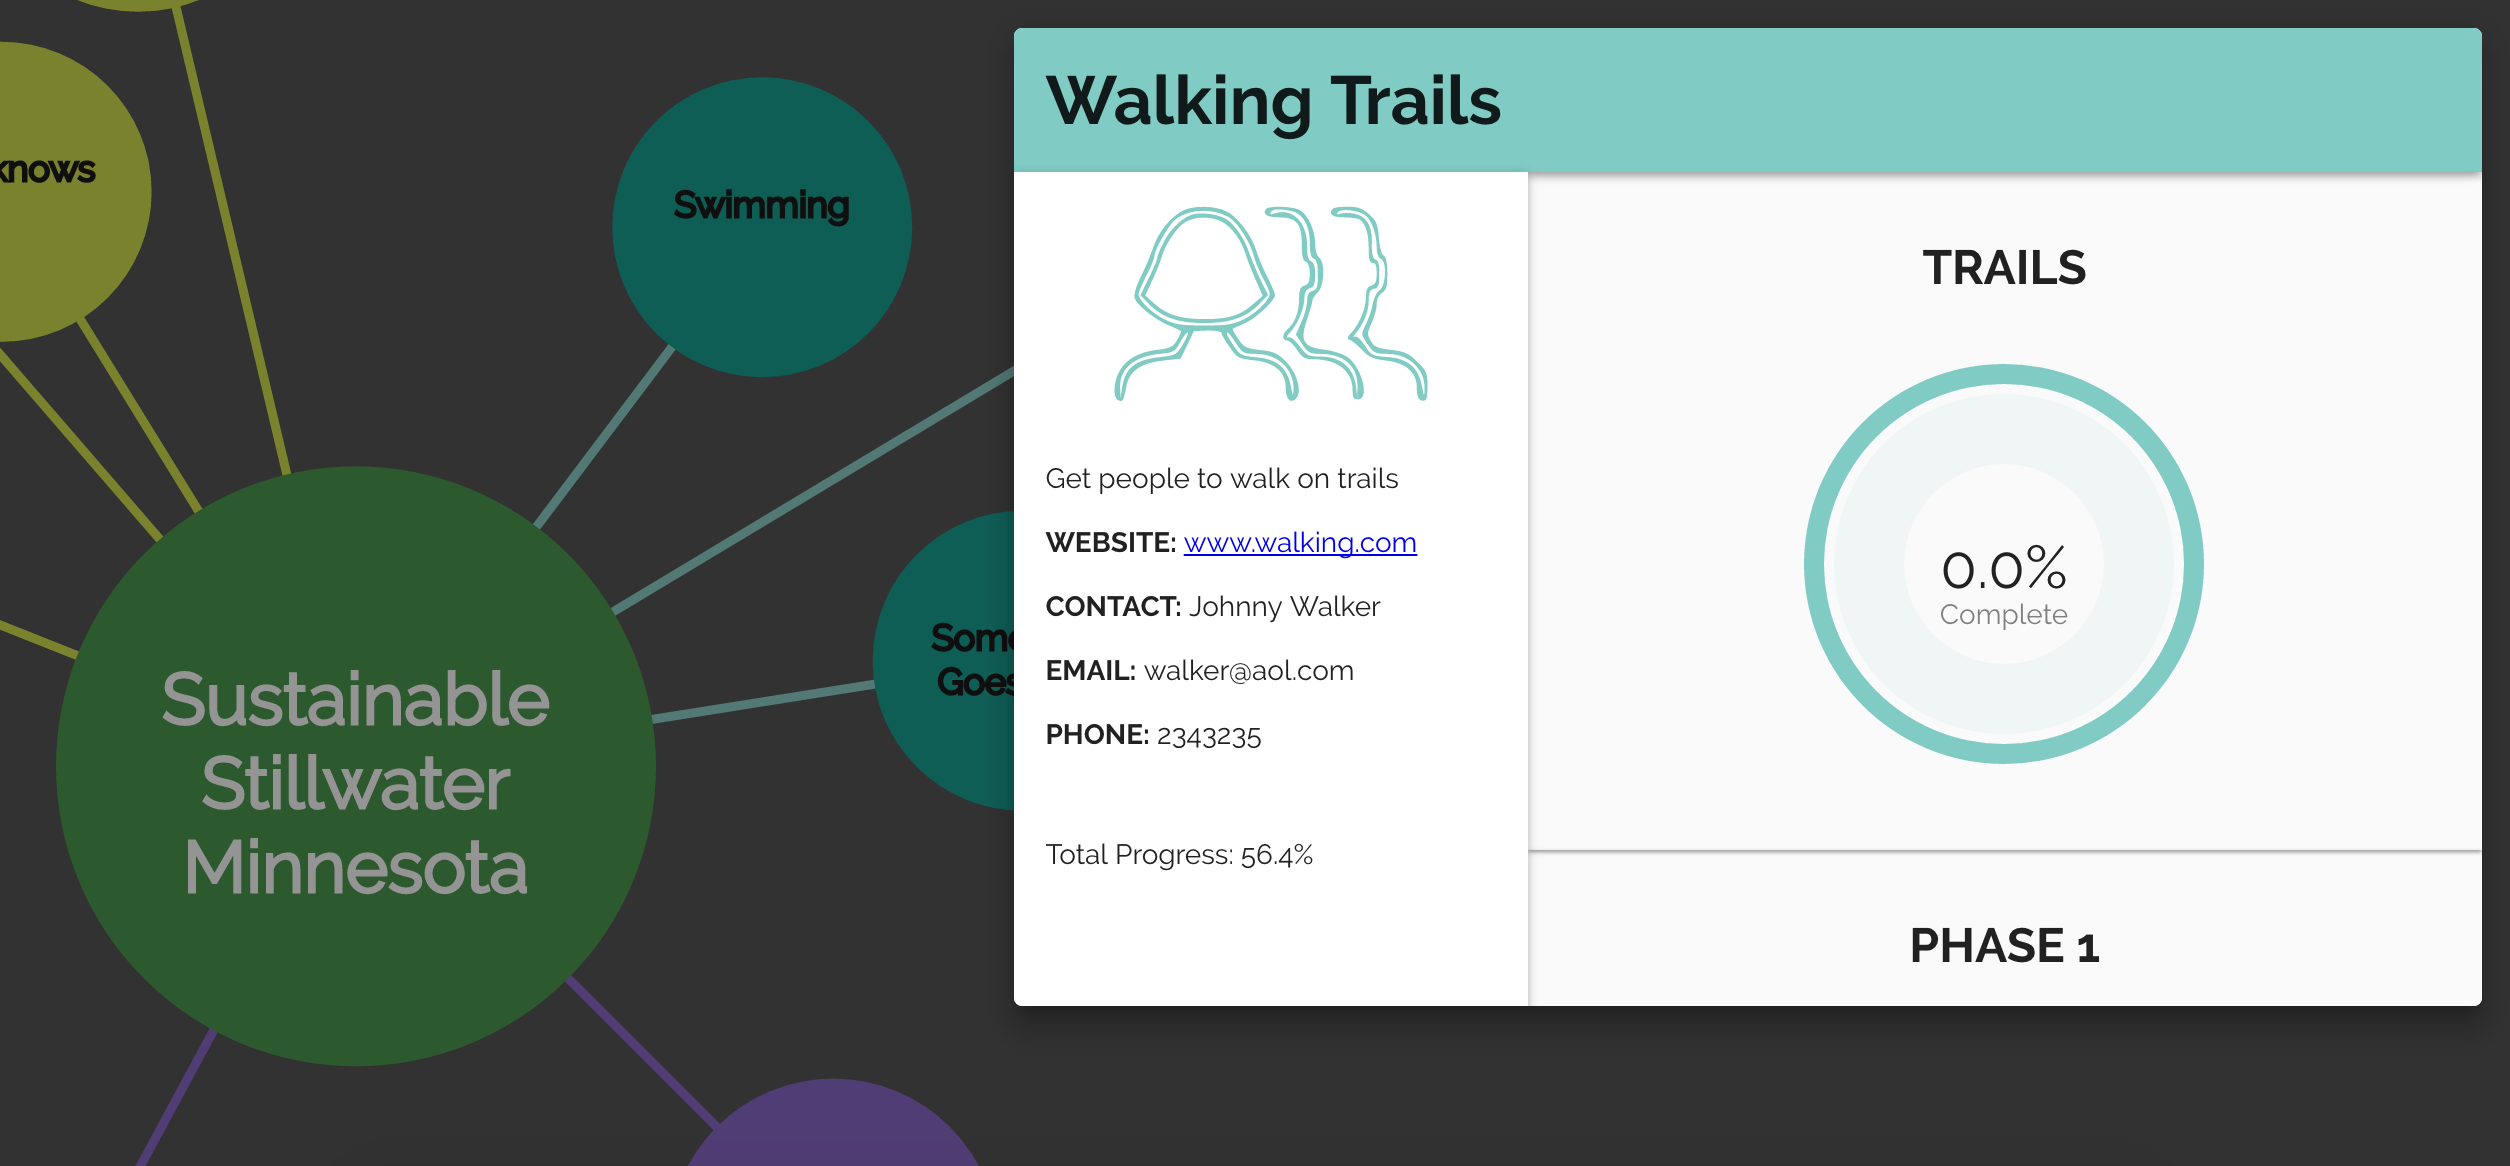 knows
Swimming
Some
Goes
Sustainable
Stillwater
Minnesota
Walking Trails
Get people to walk on trails
WEBSITE: www.walking.com
CONTACT: Johnny Walker
EMAIL: walker@aol.com
PHONE: 2343235
Total Progress: 56.4%
TRAILS
0.0%
Complete
PHASE 1